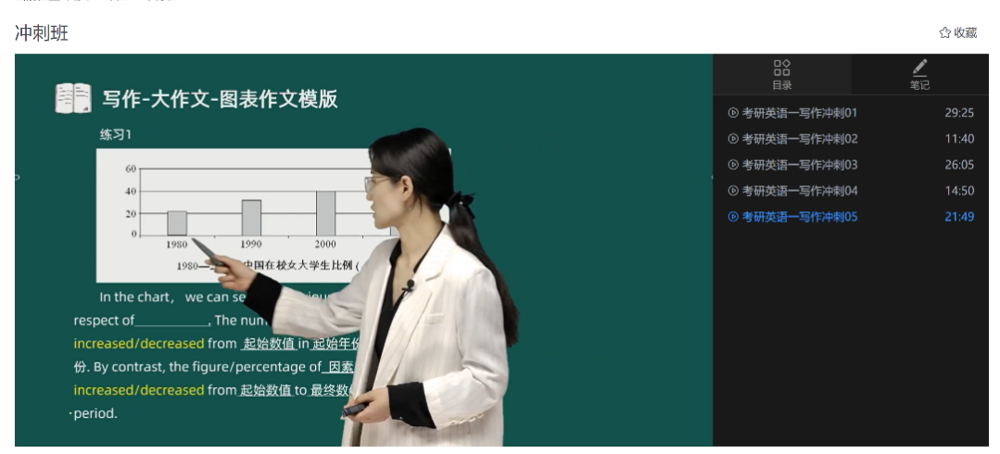 冲刺班
收藏
写作-大作文-图表作文模版
练习1
60
40
20
0
1980
1990
2000
1980—
中国在校女大学生比例（
In the chart, we can se
respect of___________. The num
increased/decreased from 起始数值 in 起始年份
份. By contrast, the figure/percentage of 因素
increased/decreased from 起始数值 to 最终数
period.
目录
笔记
考研英语一写作冲刺01 29:25
考研英语一写作冲刺02 11:40
考研英语一写作冲刺03 26:05
考研英语一写作冲刺04 14:50
考研英语一写作冲刺05 21:49